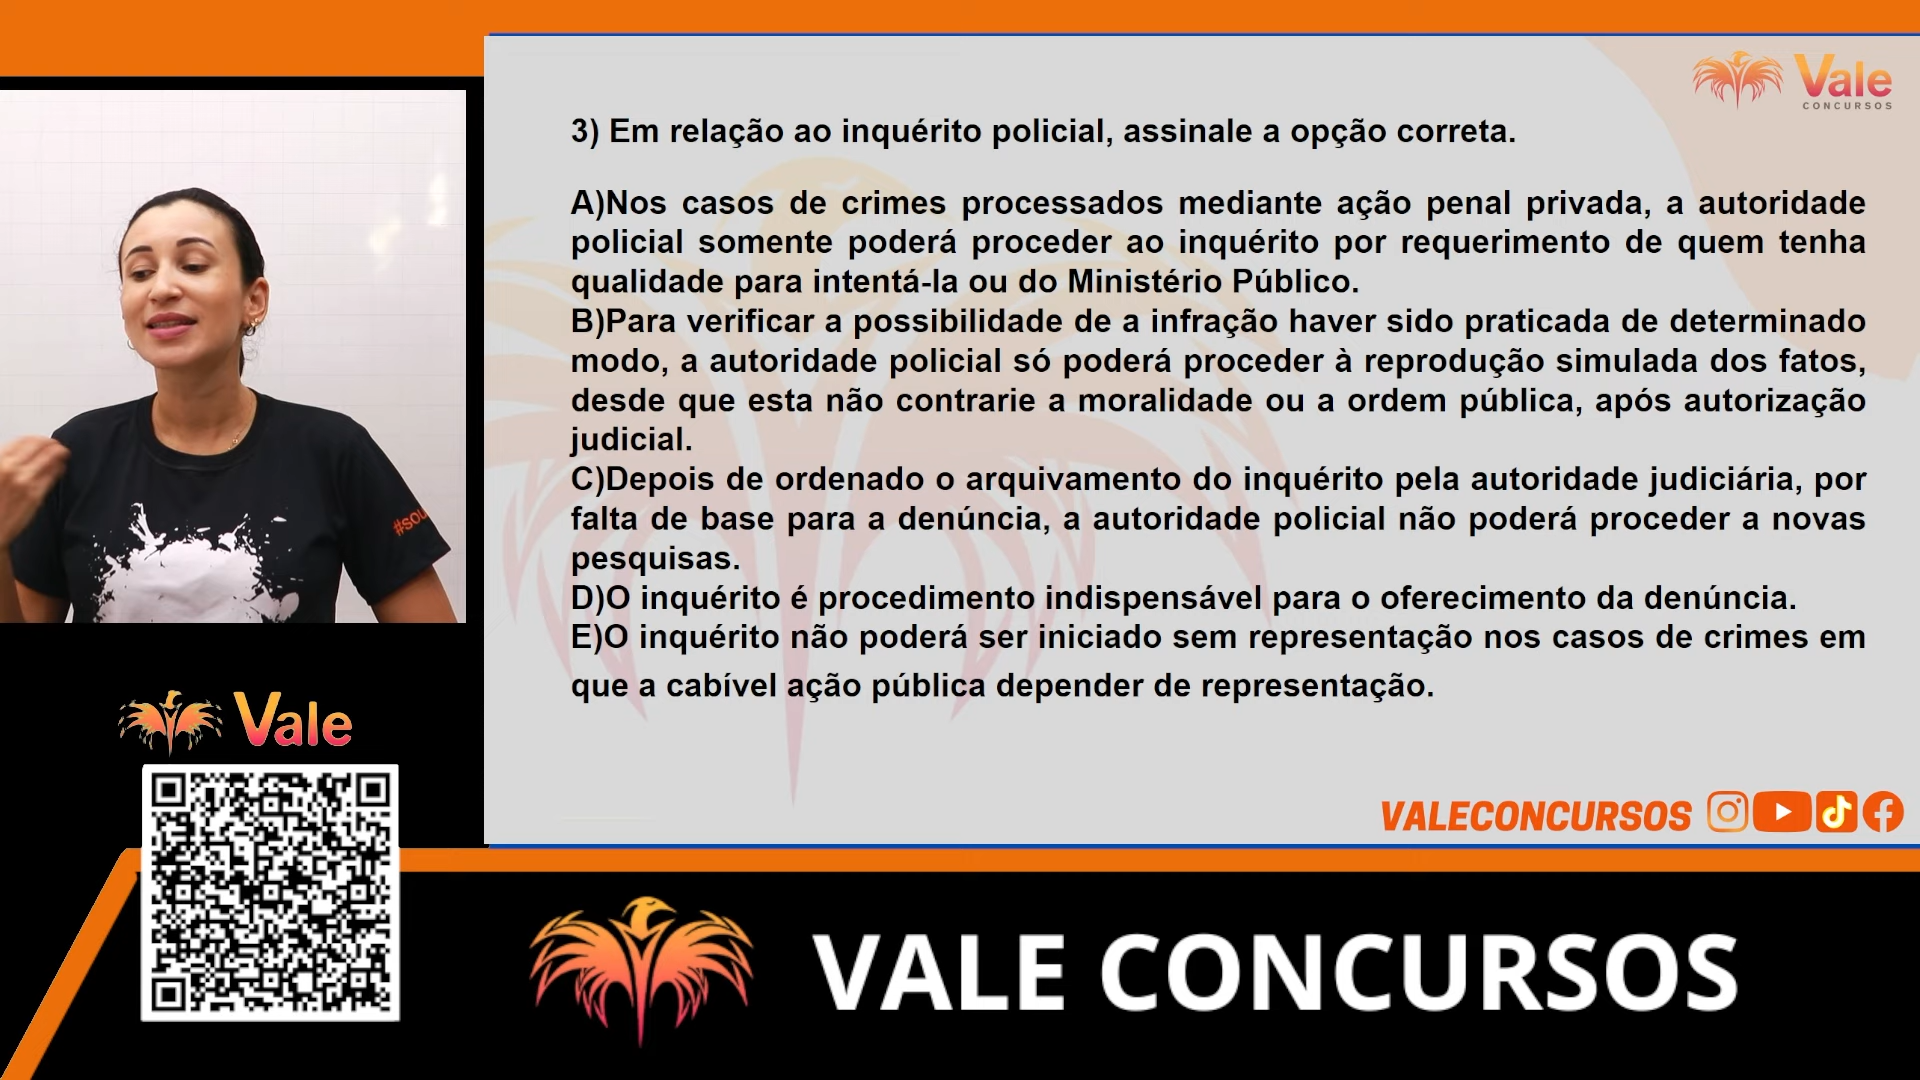 Vale
CONCURSOS
3) Em relação ao inquérito policial, assinale a opção correta.
A)Nos casos de crimes processados mediante ação penal privada, a autoridade
policial somente poderá proceder ao inquérito por requerimento de quem tenha
qualidade para intentá-la ou do Ministério Público.
B)Para verificar a possibilidade de a infração haver sido praticada de determinado
modo, a autoridade policial só poderá proceder à reprodução simulada dos fatos,
desde que esta não contrarie a moralidade ou a ordem pública, após autorização
judicial.
C)Depois de ordenado o arquivamento do inquérito pela autoridade judiciária, por
falta de base para a denúncia, a autoridade policial não poderá proceder a novas
pesquisas.
D)O inquérito é procedimento indispensável para o oferecimento da denúncia.
E)O inquérito não poderá ser iniciado sem representação nos casos de crimes em
que a cabível ação pública depender de representação.
#sou
Vale
VALECONCURSOS
VALE CONCURSOS